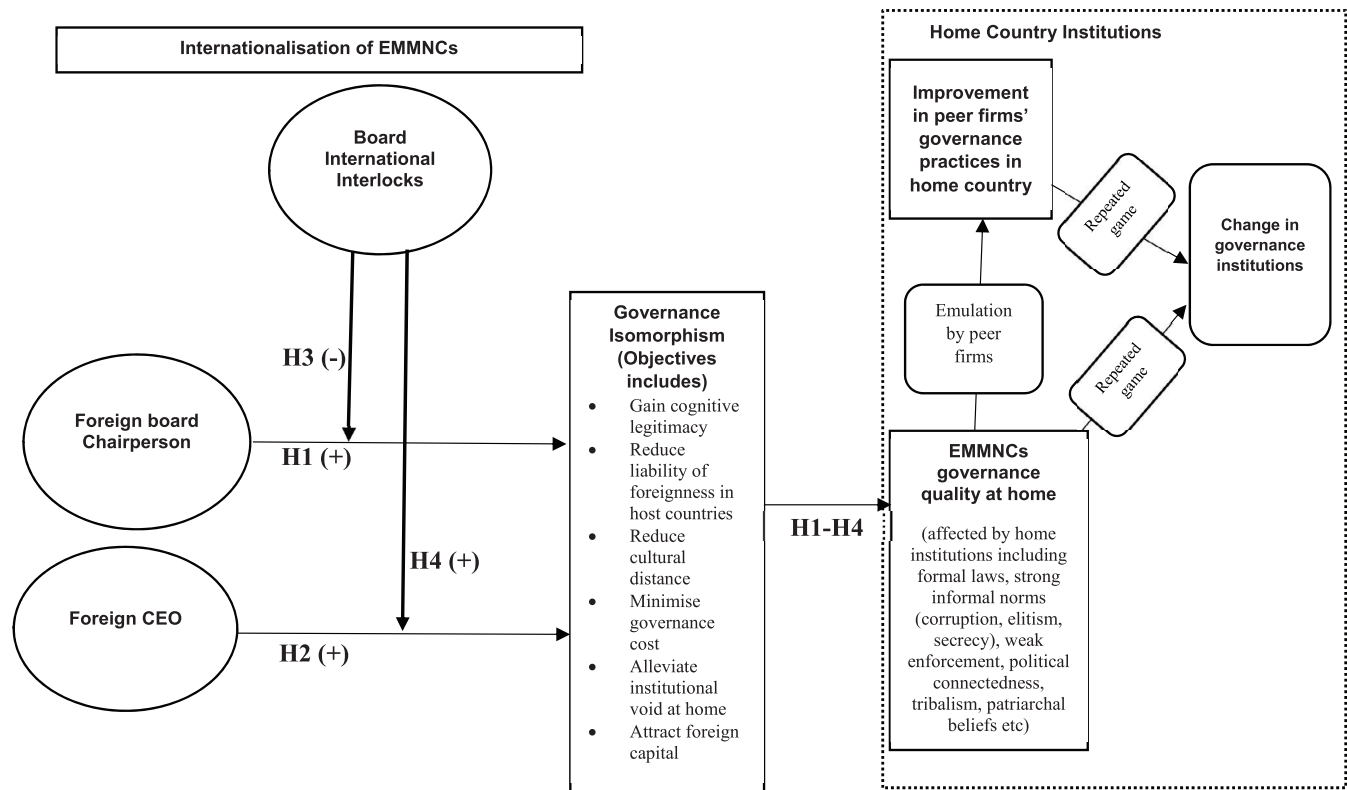 Internationalisation of EMMNCs
Board
International
Interlocks
H3 (-)
Foreign board
Chairperson
H1 (+)
H4 (+)
Foreign CEO
H2 (+)
Governance
Isomorphism
(Objectives
includes)
• Gain cognitive
legitimacy
• Reduce
liability of
foreignness in
host countries
• Reduce
cultural
distance
• Minimise
governance
cost
• Alleviate
institutional
void at home
• Attract foreign
capital
H1-H4
Home Country Institutions
Improvement
in peer firms’
governance
practices in
home country
Repeated
game
Change in
governance
institutions
Emulation
by peer
firms
Repeated
game
EMMNCs
governance
quality at home
(affected by home
institutions including
formal laws, strong
informal norms
(corruption, elitism,
secrecy), weak
enforcement, political
connectedness,
tribalism, patriarchal
beliefs etc)